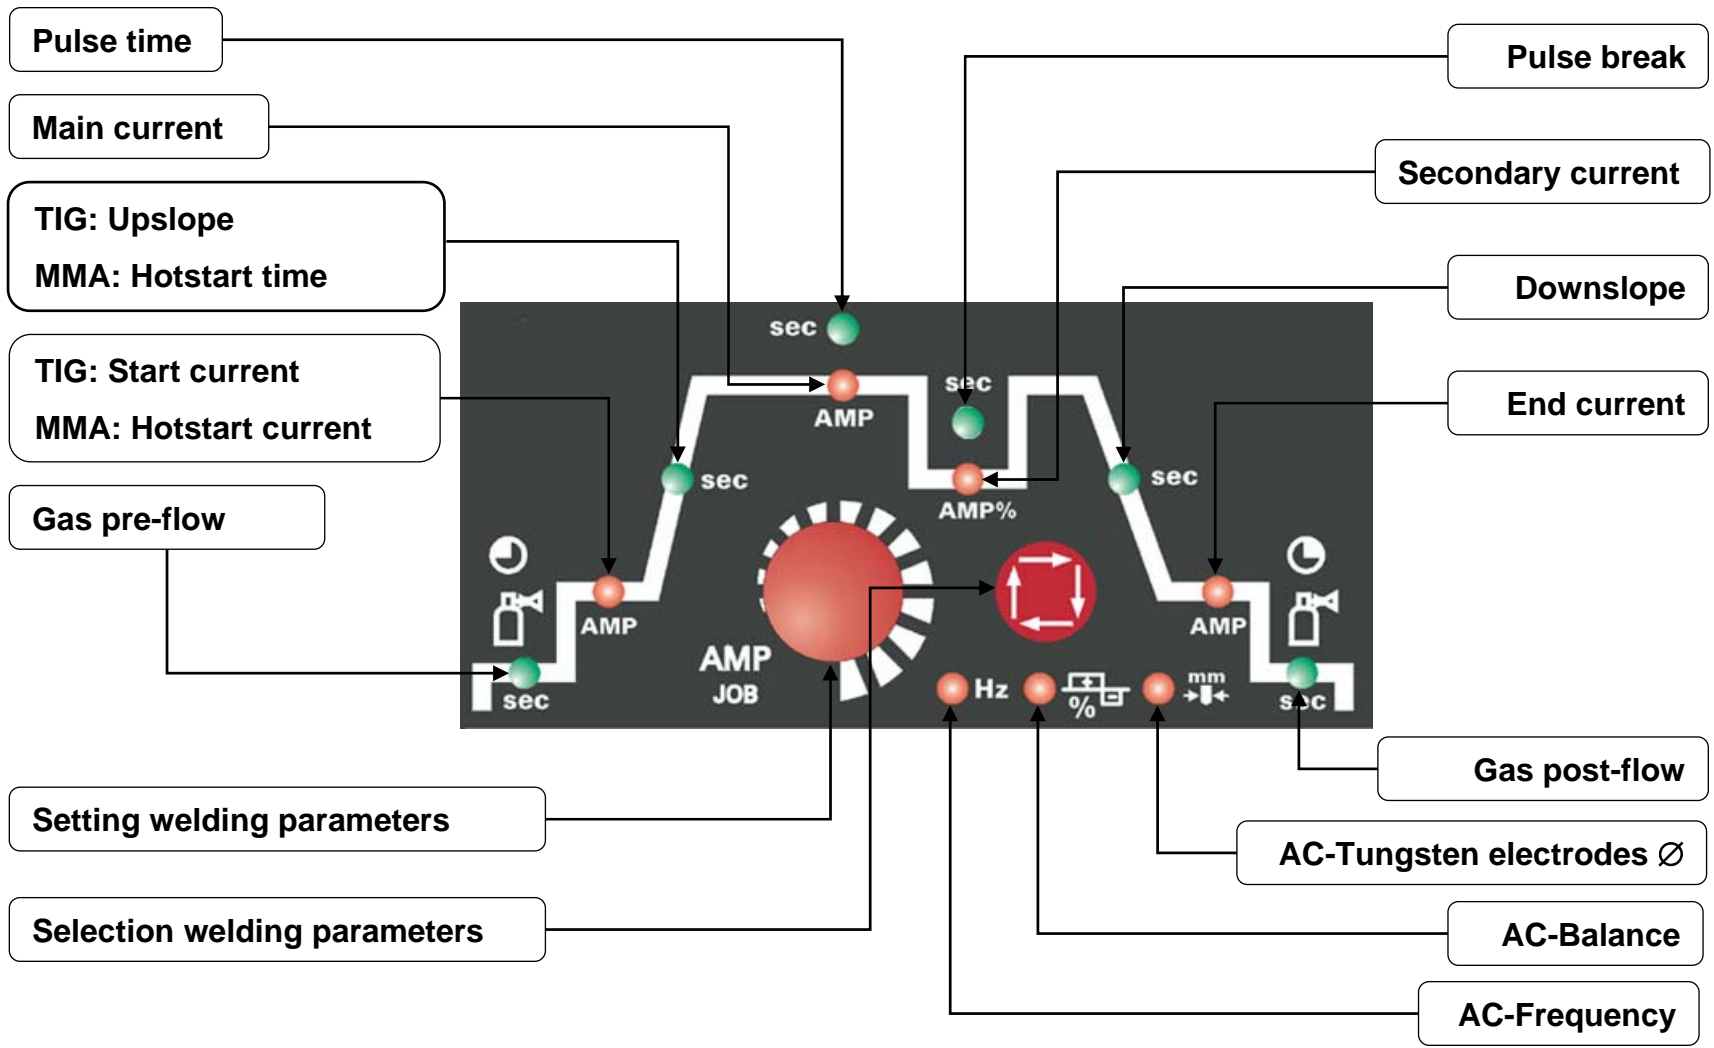 Pulse time
Pulse break
Main current
Secondary current
TIG: Upslope
MMA: Hotstart time
Downslope
sec
TIG: Start current
MMA: Hotstart current
sec
AMP
End current
sec
sec
AMP%
Gas pre-flow
AMP
AMP
AMP
JOB
Hz
%
mm
sec
sec
Gas post-flow
Setting welding parameters
AC-Tungsten electrodes ∅
Selection welding parameters
AC-Balance
AC-Frequency